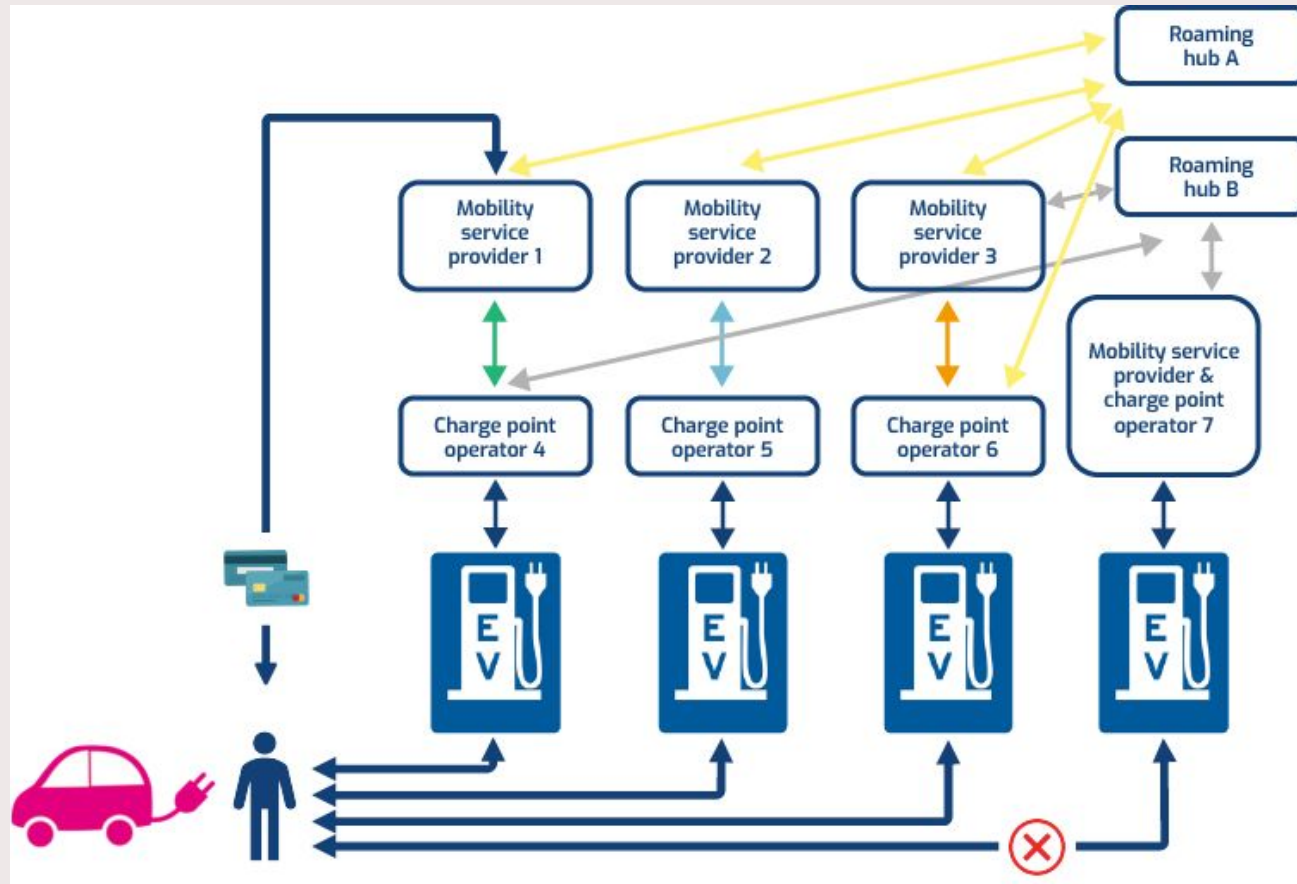 Roaming
hub A
Roaming
hub B
Mobility
service
provider 1
Mobility
service
provider 2
Mobility
service
provider 3
Mobility service
provider &
charge point
operator 7
Charge point
operator 4
Charge point
operator 5
Charge point
operator 6
E
V
E
V
E
V
E
V